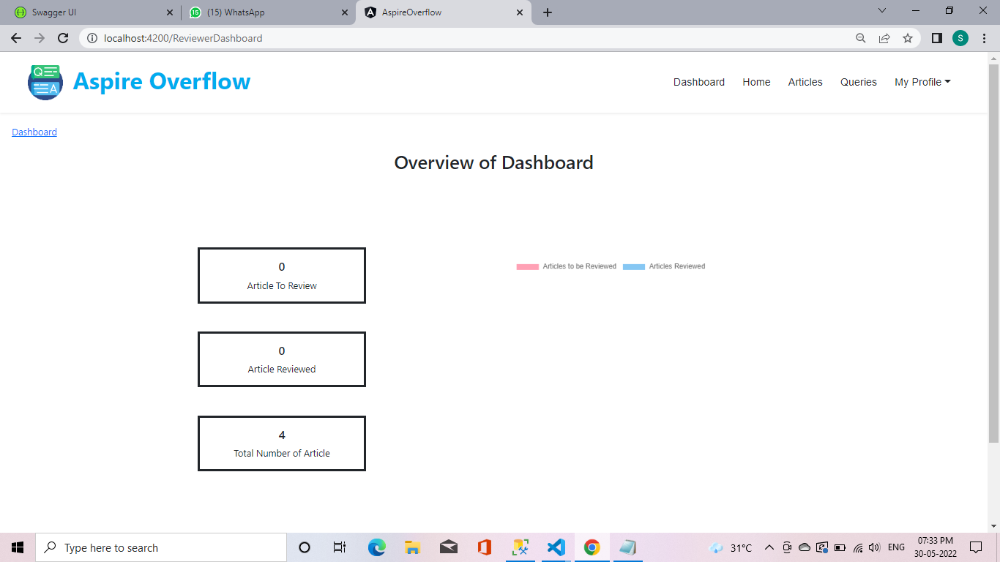 Swagger UI
(15) WhatsApp
AspireOverflow
localhost:4200/ReviewerDashboard
S
Q
A
Aspire Overflow
Dashboard Home Articles Queries My Profile
Dashboard
Overview of Dashboard
0
Article To Review
Articles to be Reviewed Articles Reviewed
0
Article Reviewed
4
Total Number of Article
Type here to search
31°C
ENG
07:33 PM
30-05-2022